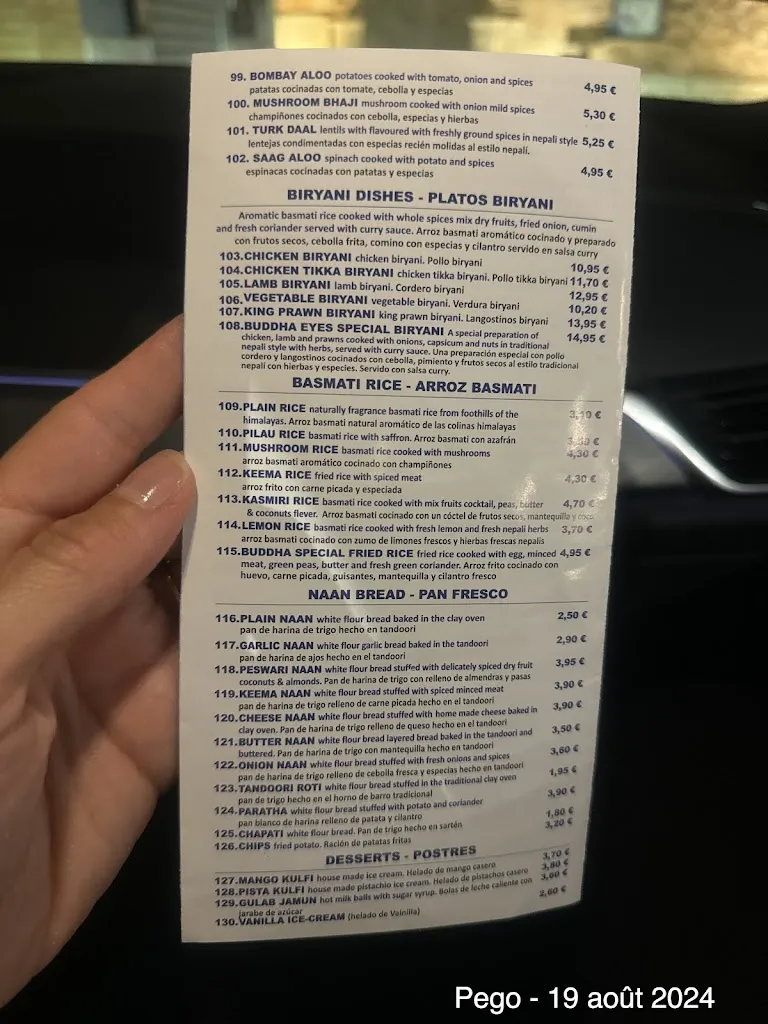 99. BOMBAY ALOO potatoes cooked with tomato, onion and spices 4,95 €
patatas cocinadas con tomate, cebolla y especias
100. MUSHROOM BHAJI mushroom cooked with onion mild spices 5,30 €
champiñones cocinados con cebolla, especias y hierbas
101. TURK DAAL lentils with flavoured with freshly ground spices in nepali style 5,25 €
lentejas condimentadas con especias recién molidas al estilo nepalí.
102. SAAG ALOO spinach cooked with potato and spices 4,95 €
espinacas cocinadas con patatas y especias
BIRYANI DISHES - PLATOS BIRYANI
Aromatic basmati rice cooked with whole spices mix dry fruits, fried onion, cumin
and fresh coriander served with curry sauce. Arroz basmati aromático cocinado y preparado
con frutos secos, cebolla frita, comino con especias y cilantro servido en salsa curry
103.CHICKEN BIRYANI chicken biryani. Pollo biryani 10,95 €
104.CHICKEN TIKKA BIRYANI chicken tikka biryani. Pollo tikka biryani 11,70 €
105.LAMB BIRYANI lamb biryani. Cordero biryani 12,95 €
106.VEGETABLE BIRYANI vegetable biryani. Verdura biryani 10,20 €
107.KING PRAWN BIRYANI king prawn biryani. Langostinos biryani 13,95 €
108.BUDDHA EYES SPECIAL BIRYANI A special preparation of 14,95 €
chicken, lamb and prawns cooked with onions, capsicum and nuts in traditional
nepali style with herbs, served with curry sauce. Una preparación especial con pollo
cordero y langostinos cocinados con cebolla, pimiento y frutos secos al estilo tradicional
nepalí con hierbas y especies. Servido con salsa curry.
BASMATI RICE - ARROZ BASMATI
109.PLAIN RICE naturally fragrance basmati rice from foothills of the €
himalayas. Arroz basmati natural aromático de las colinas himalayas
110.PILAU RICE basmati rice with saffron. Arroz basmati con azafrán €
111.MUSHROOM RICE basmati rice cooked with mushrooms 4,30 €
arroz basmati aromático cocinado con champiñones
112.KEEMA RICE fried rice with spiced meat 4,30 €
arroz frito con carne picada y especiada
113.KASMIRI RICE basmati rice cooked with mix fruits cocktail, peas, butter 4,70 €
& coconuts flever. Arroz basmati cocinado con un cóctel de frutos secos, mantequilla y coco
114.LEMON RICE basmati rice cooked with fresh lemon and fresh nepali herbs 3,70 €
arroz basmati cocinado con zumo de limones frescos y hierbas frescas nepalis
115.BUDDHA SPECIAL FRIED RICE fried rice cooked with egg, minced 4,95 €
meat, green peas, butter and fresh green coriander. Arroz frito cocinado con
huevo, carne picada, guisantes, mantequilla y cilantro fresco
NAAN BREAD - PAN FRESCO
116.PLAIN NAAN white flour bread baked in the clay oven 2,50 €
pan de harina de trigo hecho en tandoori
117.GARLIC NAAN white flour garlic bread baked in the tandoori 2,90 €
pan de harina de ajos hecho en el tandoori
118.PESWARI NAAN white flour bread stuffed with delicately spiced dry fruit 3,95 €
coconuts & almonds. Pan de harina de trigo con relleno de almendras y pasas
119.KEEMA NAAN white flour bread stuffed with spiced minced meat 3,90 €
pan de harina de trigo relleno de carne picada hecho en el tandoori
120.CHEESE NAAN white flour bread stuffed with home made cheese baked in 3,90 €
clay oven. Pan de harina de trigo relleno de queso hecho en el tandoori
121.BUTTER NAAN white flour bread layered bread baked in the tandoori and 3,50 €
buttered. Pan de harina de trigo con mantequilla hecho en tandoori
122.ONION NAAN white flour bread stuffed with fresh onions and spices 3,60 €
pan de harina de trigo relleno de cebolla fresca y especias hecho en tandoori
123.TANDOORI ROTI white flour bread stuffed in the traditional clay oven 1,95 €
pan de trigo hecho en el horno de barro tradicional
124.PARATHA white flour bread stuffed with potato and coriander 3,90 €
pan blanco de harina relleno de patata y cilantro
125.CHAPATI white flour bread. Pan de trigo hecho en sartén 1,80 €
126.CHIPS fried potato. Ración de patatas fritas 3,20 €
DESSERTS - POSTRES
127.MANGO KULFI house made ice cream. Helado de mango casero 3,70 €
128.PISTA KULFI house made pistachio ice cream. Helado de pistachos casero 3,80 €
129.GULAB JAMUN hot milk balls with sugar syrup. Bolas de leche caliente con 3,60 €
jarabe de azúcar
130.VANILLA ICE-CREAM (helado de Vainilla) 2,60 €
Pego - 19 août 2024